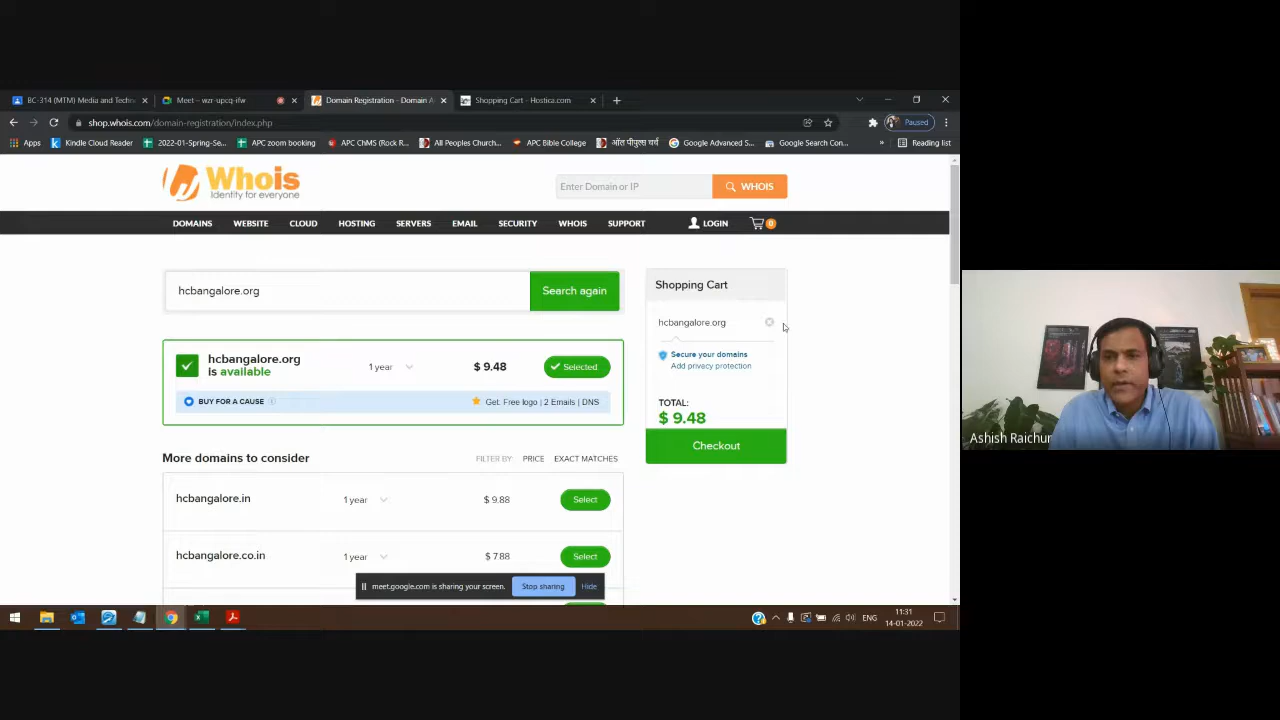 BC-314 (MTM) Media and Techn
Meet – wzr-upcq-ifw
Domain Registration - Domain A
Shopping Cart - Hostica.com
shop.whois.com/domain-registration/index.php
Paused
Apps
Kindle Cloud Reader
2022-01-Spring-Se...
APC zoom booking
APC ChMS (Rock R...
All Peoples Church...
APC Bible College
ऑल पीपुल्स चर्च
Google Advanced S...
Google Search Con...
»
Reading list
Whois
Identity for everyone
Enter Domain or IP
WHOIS
DOMAINS
WEBSITE
CLOUD
HOSTING
SERVERS
EMAIL
SECURITY
WHOIS
SUPPORT
LOGIN
0
hcbangalore.org
Search again
Shopping Cart
hcbangalore.org
Secure your domains
Add privacy protection
TOTAL:
$ 9.48
Checkout
hcbangalore.org
is available
1 year
$ 9.48
Selected
BUY FOR A CAUSE
Get: Free logo | 2 Emails | DNS
More domains to consider
FILTER BY:
PRICE
EXACT MATCHES
hcbangalore.in
1 year
$ 9.88
Select
hcbangalore.co.in
1 year
$ 7.88
Select
meet.google.com is sharing your screen.
Stop sharing
Hide
ENG
11:31
14-01-2022
Ashish Raichur